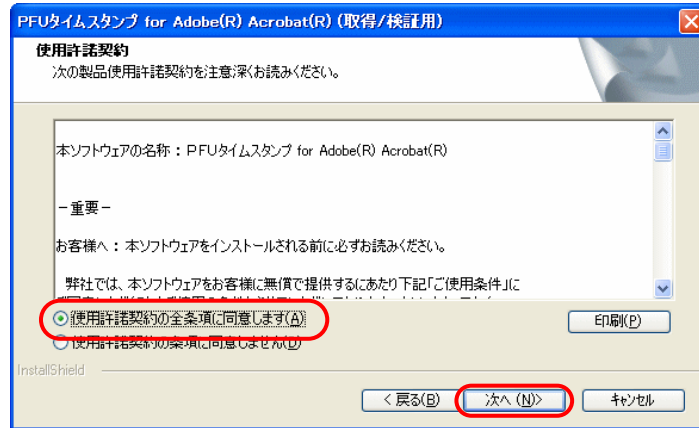 PFUタイムスタンプ for Adobe(R) Acrobat(R) (取得/検証用)
使用許諾契約
次の製品使用許諾契約を注意深くお読みください。
本ソフトウェアの名称：ＰＦＵタイムスタンプ for Adobe(R) Acrobat(R)
－重要－
お客様へ：本ソフトウェアをインストールされる前に必ずお読みください。
弊社では、本ソフトウェアをお客様に無償で提供するにあたり下記「ご使用条件」に
使用許諾契約の全条項に同意します(A)
印刷(P)
使用許諾契約の条項に同意しません(D)
InstallShield
< 戻る(B)
次へ (N)>
キャンセル